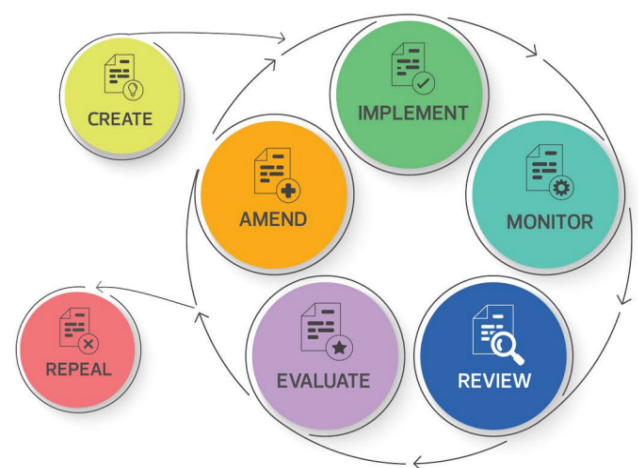 CREATE
IMPLEMENT
AMEND
MONITOR
REPEAL
EVALUATE
REVIEW